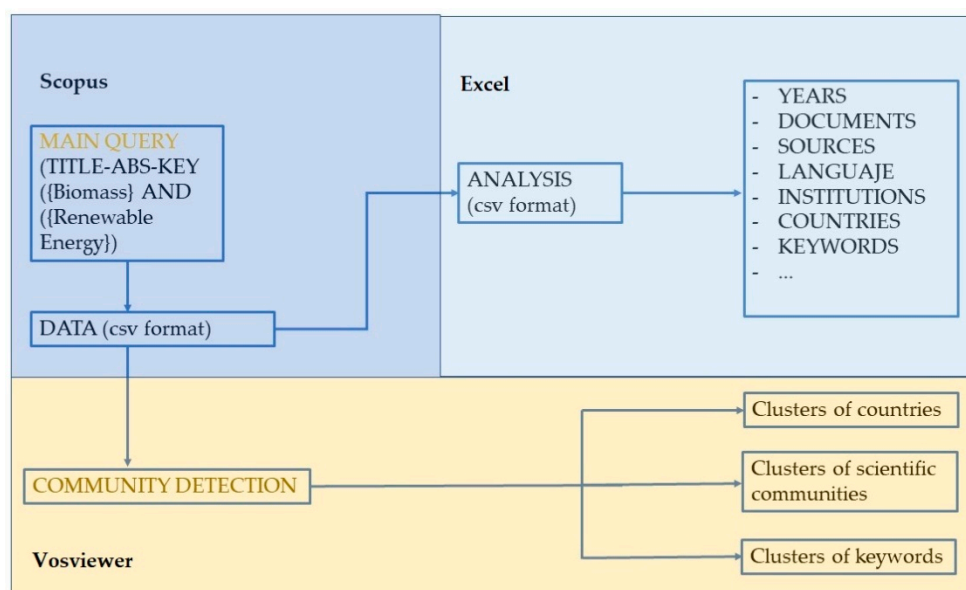 Scopus
MAIN QUERY
(TITLE-ABS-KEY
({Biomass} AND
({Renewable
Energy})
DATA (csv format)
Excel
ANALYSIS
(csv format)
- YEARS
- DOCUMENTS
- SOURCES
- LANGUAJE
- INSTITUTIONS
- COUNTRIES
- KEYWORDS
- ...
COMMUNITY DETECTION
Clusters of countries
Clusters of scientific
communities
Clusters of keywords
Vosviewer